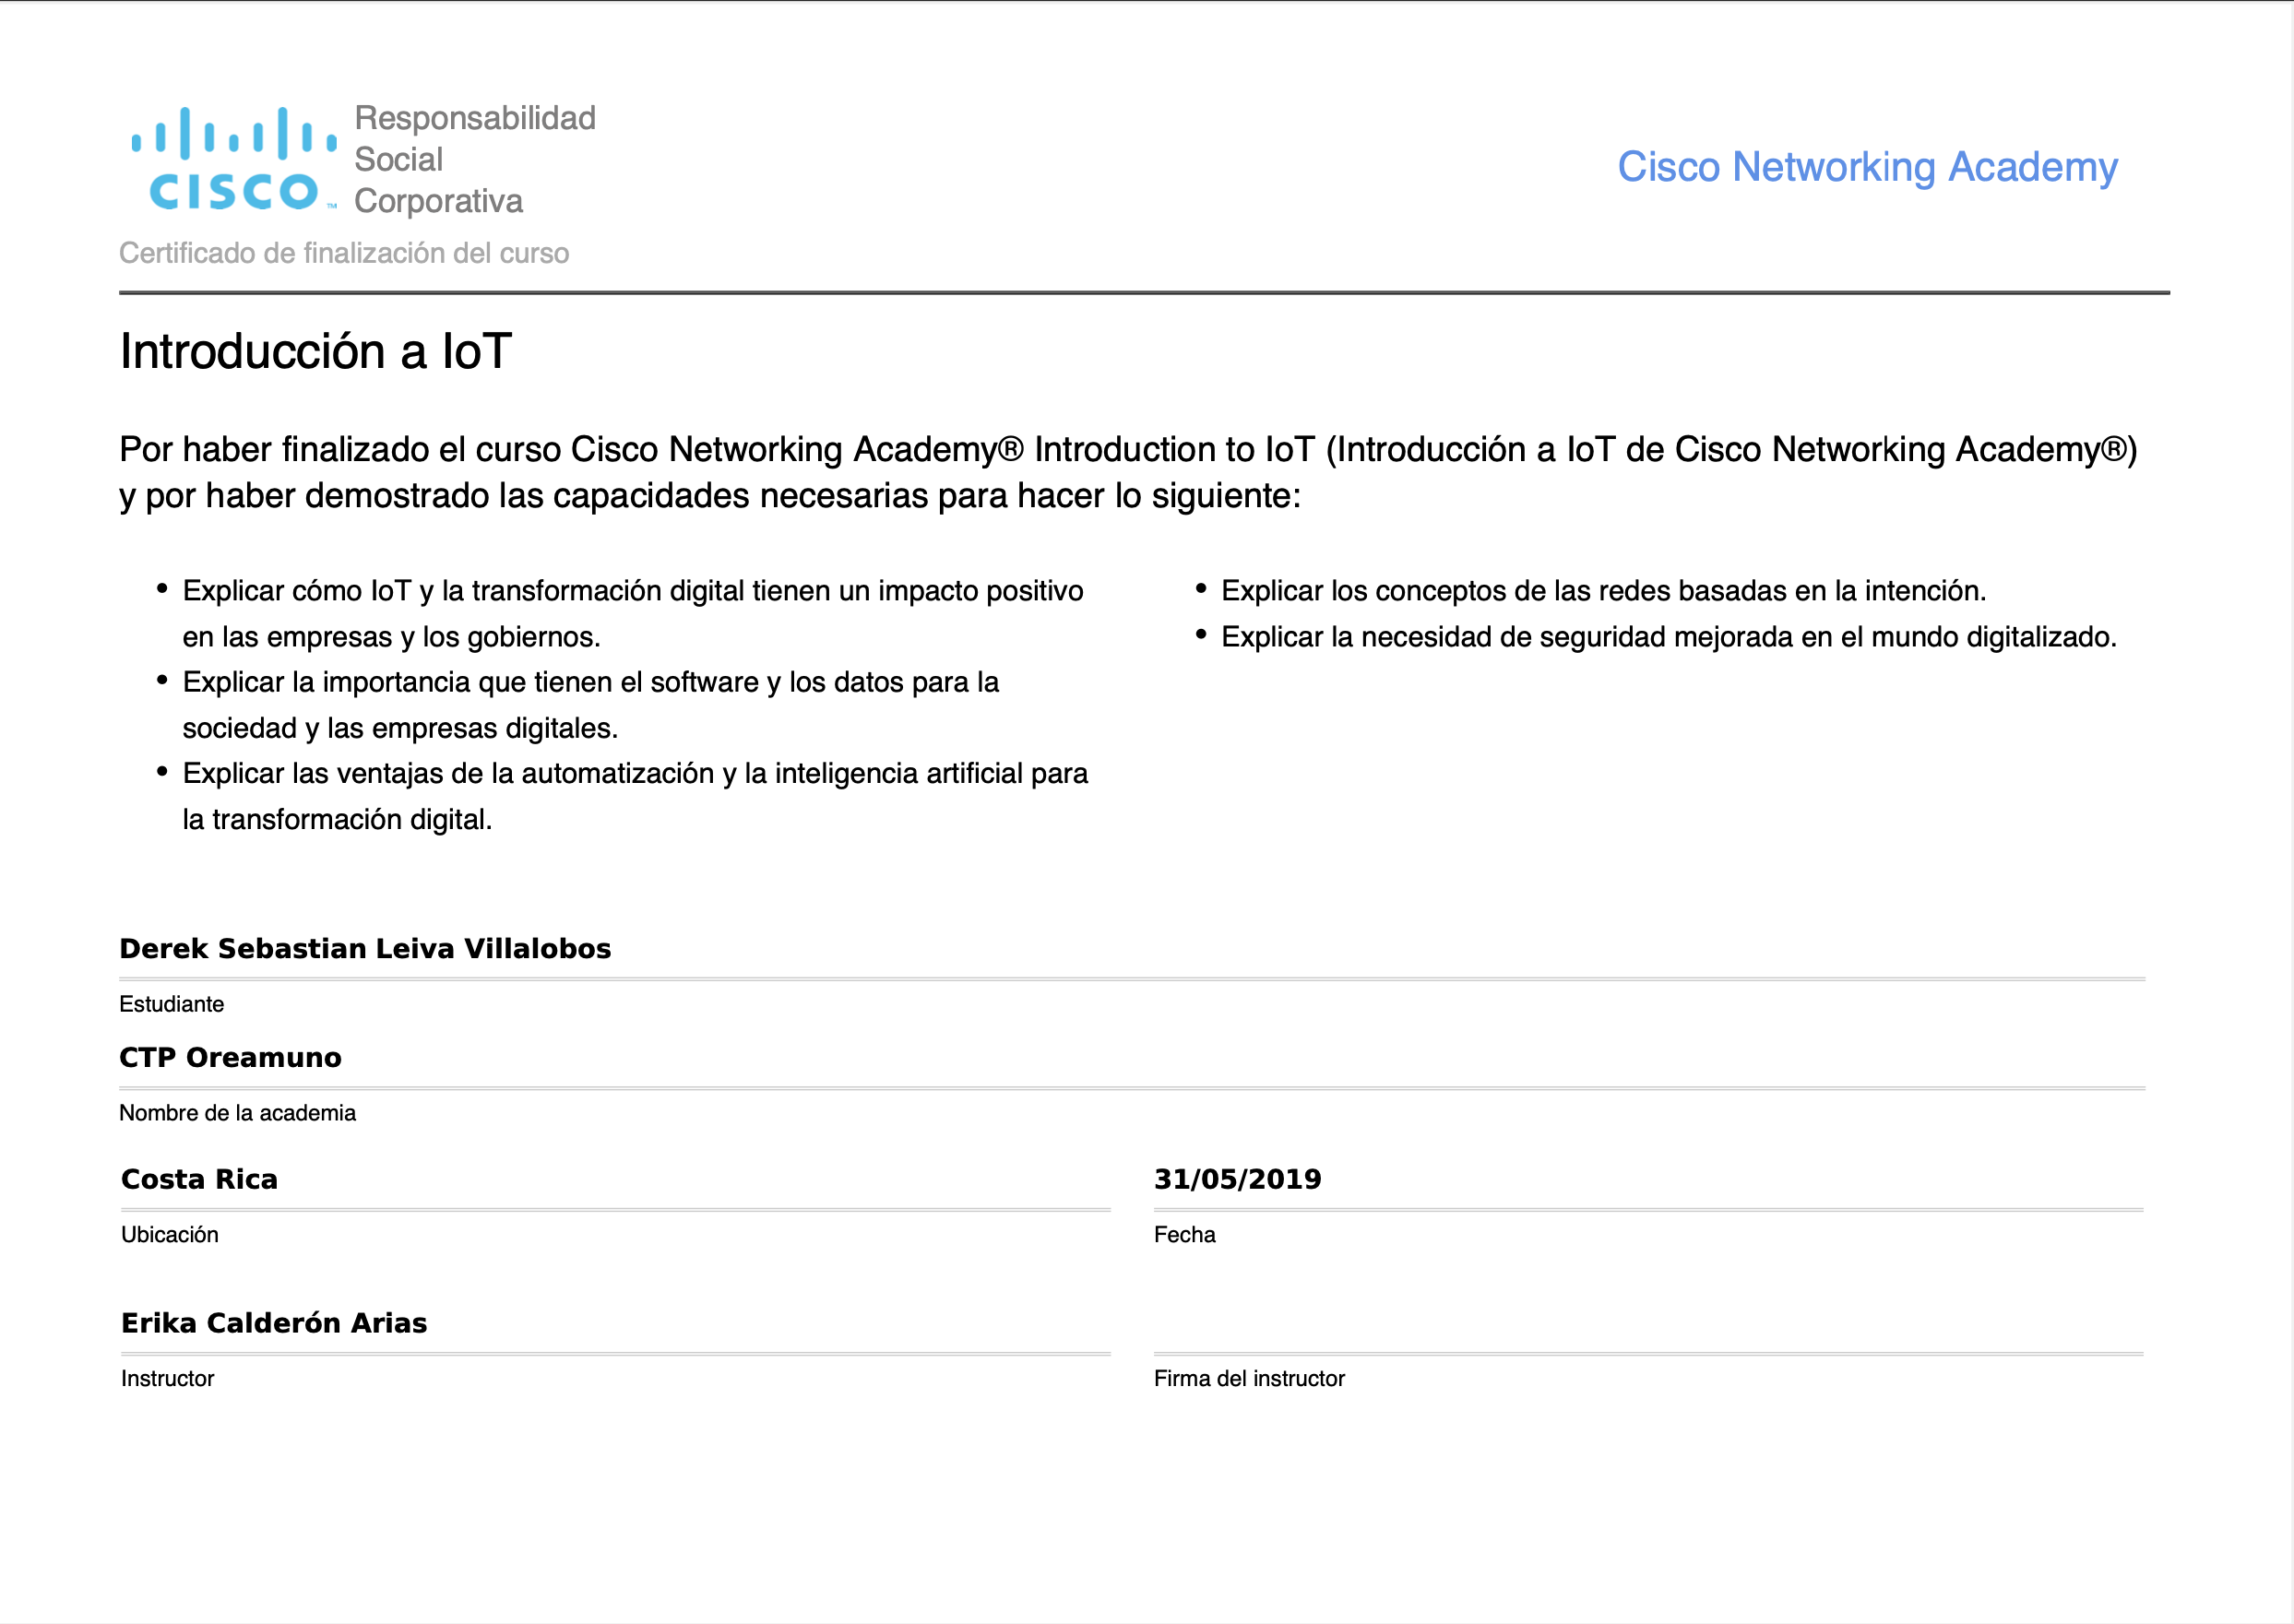 CISCO™
Responsabilidad
Social
Corporativa
Cisco Networking Academy
Certificado de finalización del curso
Introducción a IoT
Por haber finalizado el curso Cisco Networking Academy® Introduction to IoT (Introducción a IoT de Cisco Networking Academy®)
y por haber demostrado las capacidades necesarias para hacer lo siguiente:
• Explicar cómo IoT y la transformación digital tienen un impacto positivo
en las empresas y los gobiernos.
• Explicar la importancia que tienen el software y los datos para la
sociedad y las empresas digitales.
• Explicar las ventajas de la automatización y la inteligencia artificial para
la transformación digital.
• Explicar los conceptos de las redes basadas en la intención.
• Explicar la necesidad de seguridad mejorada en el mundo digitalizado.
Derek Sebastian Leiva Villalobos
Estudiante
CTP Oreamuno
Nombre de la academia
Costa Rica
Ubicación
31/05/2019
Fecha
Erika Calderón Arias
Instructor
Firma del instructor